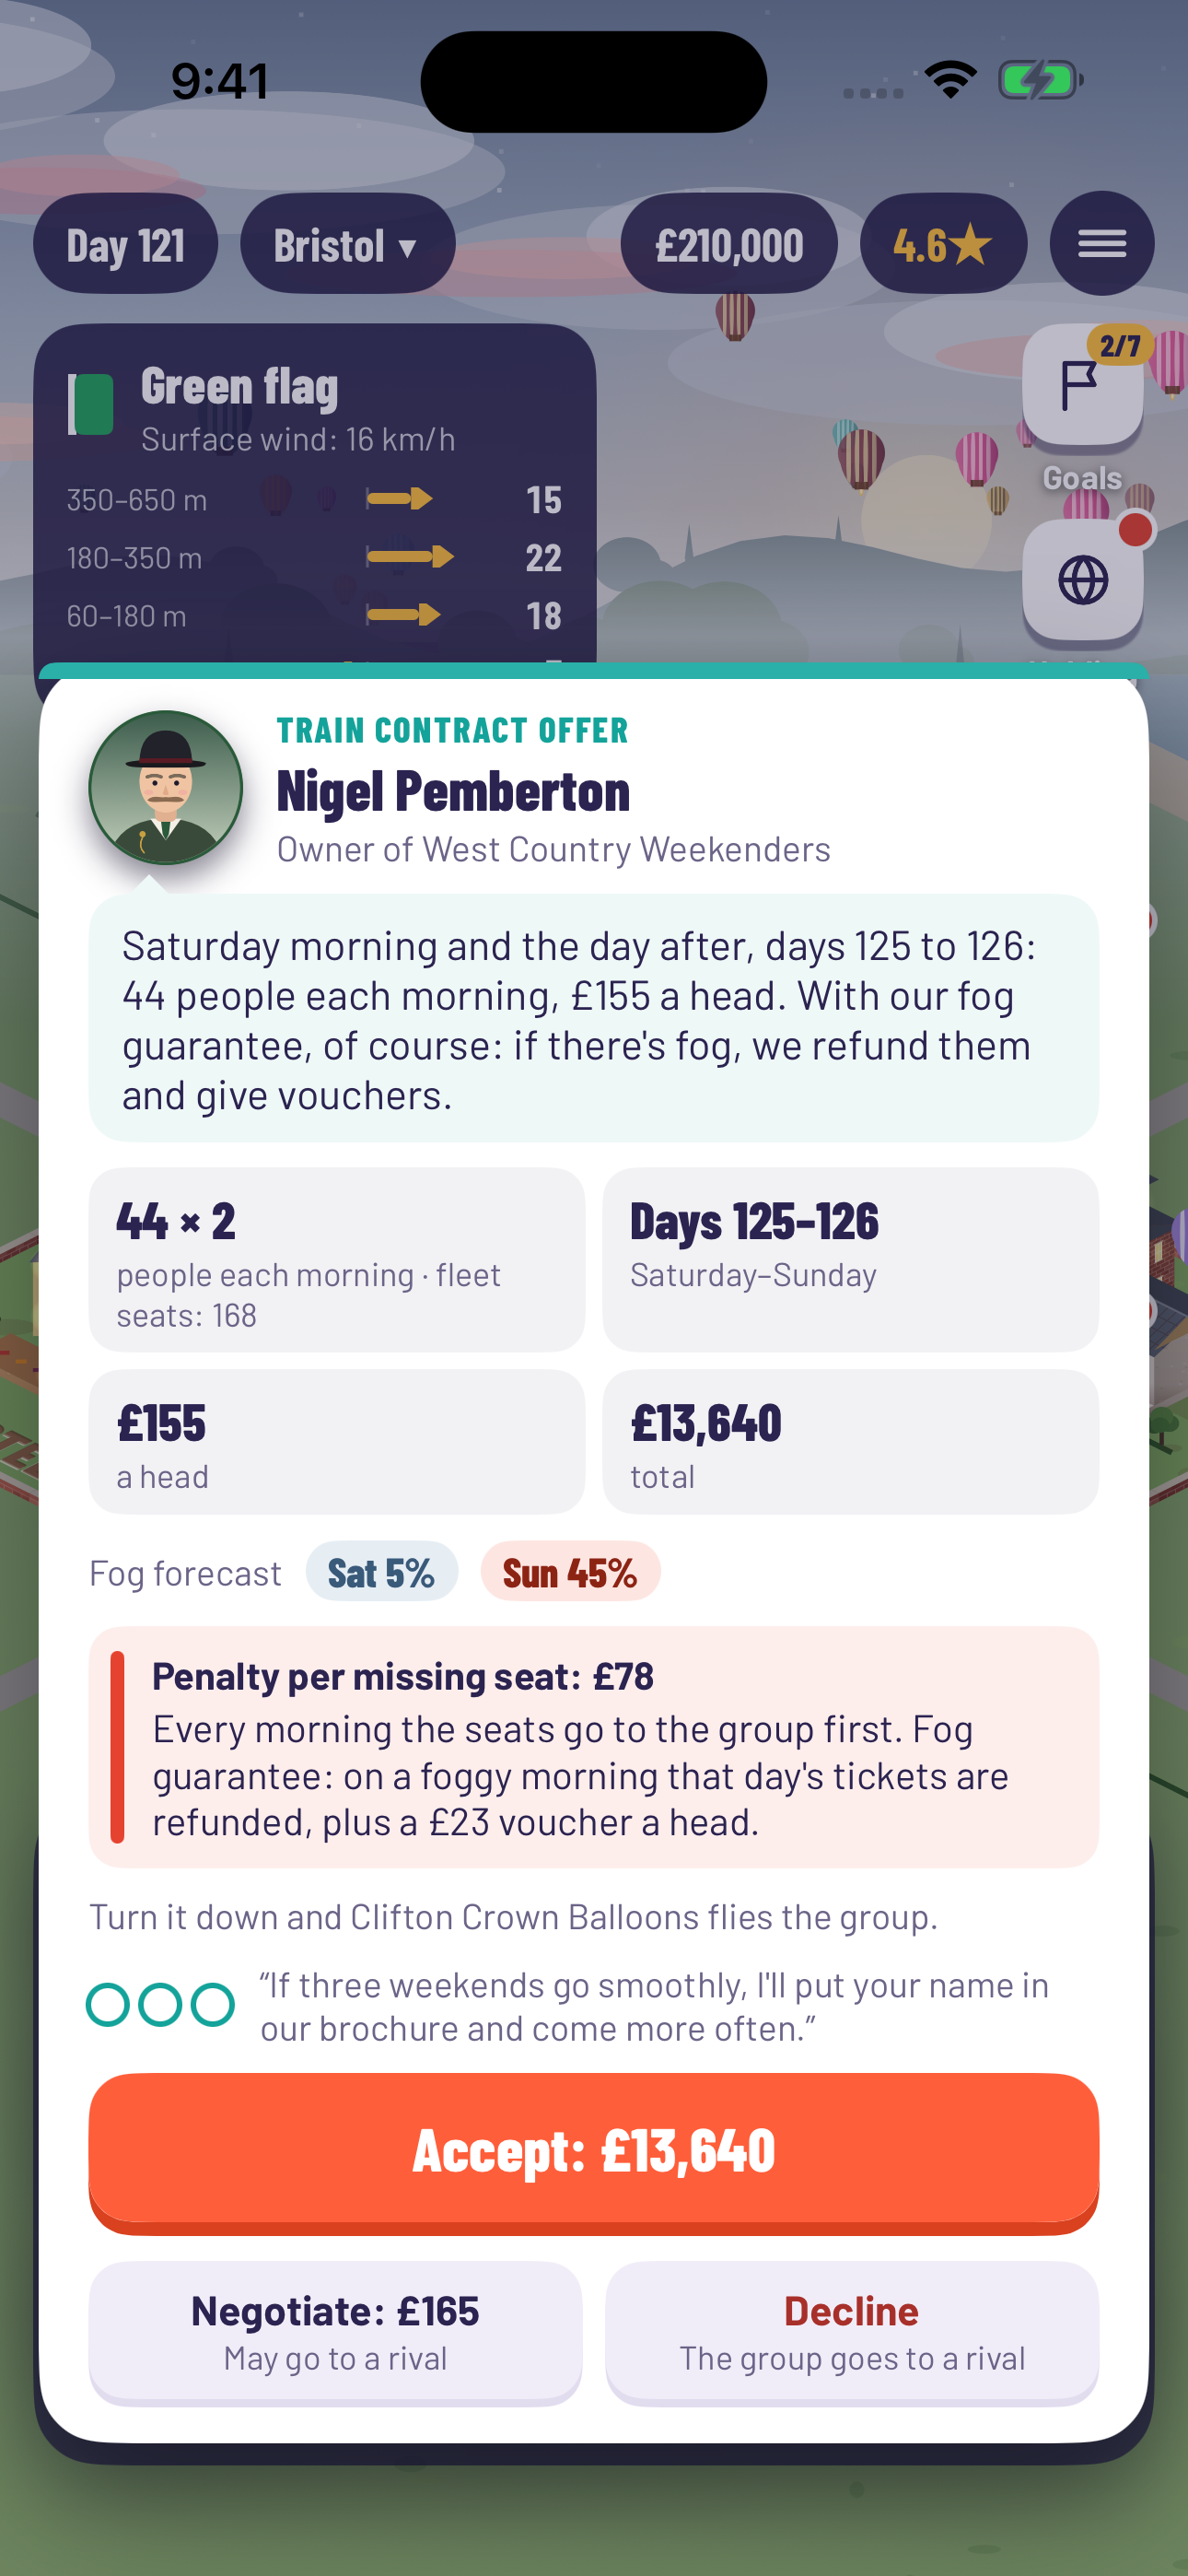 9:41
Day 121
Bristol ▾
£210,000
4.6★
Green flag
Surface wind: 16 km/h
350–650 m 15
180–350 m 22
60–180 m 18
2/7
Goals
TRAIN CONTRACT OFFER
Nigel Pemberton
Owner of West Country Weekenders
Saturday morning and the day after, days 125 to 126:
44 people each morning, £155 a head. With our fog
guarantee, of course: if there's fog, we refund them
and give vouchers.
44 × 2
people each morning · fleet
seats: 168
Days 125–126
Saturday–Sunday
£155
a head
£13,640
total
Fog forecast Sat 5% Sun 45%
Penalty per missing seat: £78
Every morning the seats go to the group first. Fog
guarantee: on a foggy morning that day's tickets are
refunded, plus a £23 voucher a head.
Turn it down and Clifton Crown Balloons flies the group.
“If three weekends go smoothly, I'll put your name in
our brochure and come more often.”
Accept: £13,640
Negotiate: £165
May go to a rival
Decline
The group goes to a rival